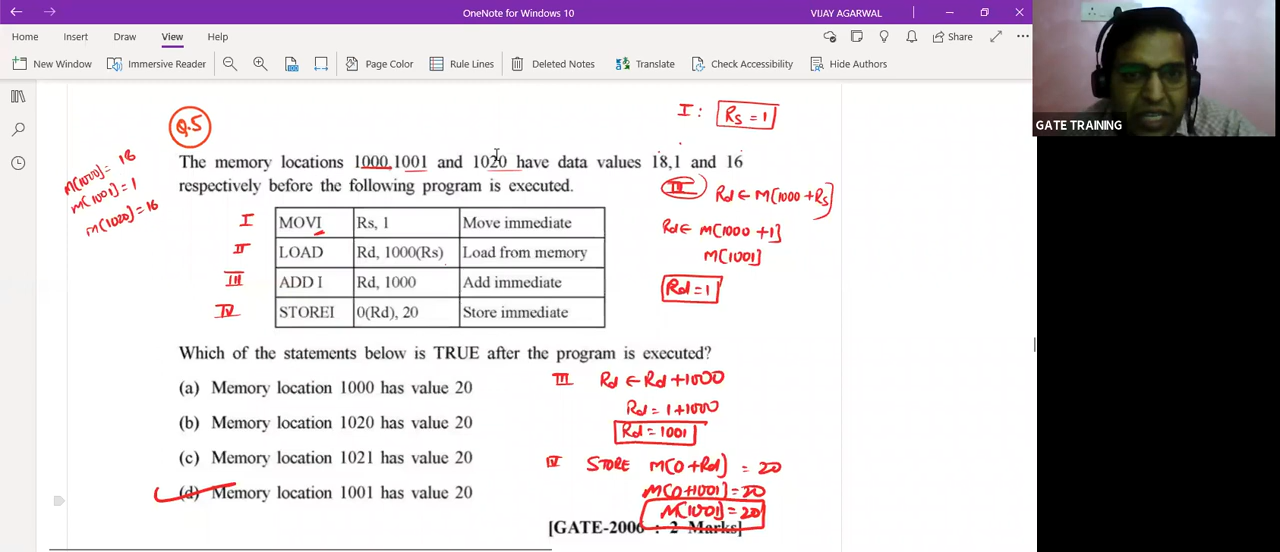 OneNote for Windows 10
VIJAY AGARWAL
Home Insert Draw View Help
Share
New Window Immersive Reader Page Color Rule Lines Deleted Notes Translate Check Accessibility Hide Authors
GATE TRAINING
Q.5
I : Rs = 1
The memory locations 1000, 1001 and 1020 have data values 18,1 and 16
respectively before the following program is executed.
M(1000) = 18
M(1001) = 1
M(1020) = 16
I MOVI Rs, 1 Move immediate
II LOAD Rd, 1000(Rs) Load from memory
III ADD I Rd, 1000 Add immediate
IV STOREI 0(Rd), 20 Store immediate
II Rd ← M[1000 + Rs]
Rd ← M[1000 + 1]
M[1001]
Rd = 1
Which of the statements below is TRUE after the program is executed?
(a) Memory location 1000 has value 20
(b) Memory location 1020 has value 20
(c) Memory location 1021 has value 20
(d) Memory location 1001 has value 20
III Rd ← Rd + 1000
Rd = 1 + 1000
Rd = 1001
IV STORE M[0 + Rd] = 20
M[0 + 1001] = 20
M[1001] = 20
[GATE-2006 : 2 Marks]